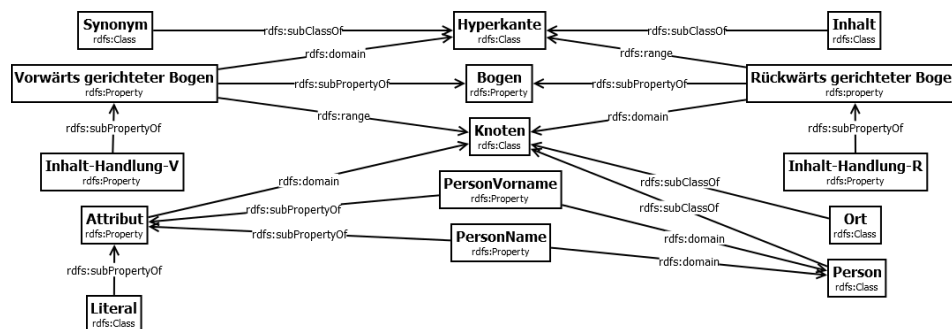 Synonym
rdfs:Class
rdfs:subClassOf
Hyperkante
rdfs:Class
rdfs:subClassOf
Inhalt
rdfs:Class
rdfs:domain
rdfs:range
Vorwärts gerichteter Bogen
rdfs:Property
rdfs:subPropertyOf
Bogen
rdfs:Property
rdfs:subPropertyOf
Rückwärts gerichteter Boge
rdfs:property
rdfs:range
rdfs:domain
rdfs:subPropertyOf
Knoten
rdfs:Class
rdfs:subPropertyOf
Inhalt-Handlung-V
rdfs:Property
Inhalt-Handlung-R
rdfs:Property
rdfs:domain
PersonVorname
rdfs:Property
rdfs:subClassOf
rdfs:subClassOf
Attribut
rdfs:Property
rdfs:subPropertyOf
Ort
rdfs:Class
rdfs:subPropertyOf
PersonName
rdfs:Property
rdfs:domain
rdfs:domain
Person
rdfs:Class
rdfs:subPropertyOf
Literal
rdfs:Class